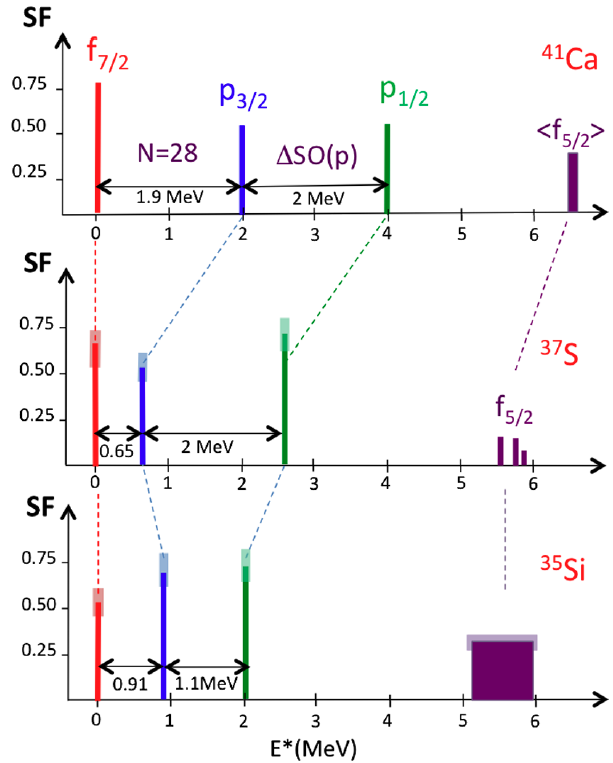 SF
f7/2
41Ca
p3/2
p1/2
<f5/2>
0.75
0.50
N=28
ΔSO(p)
0.25
1.9 MeV
2 MeV
0 1 2 3 4 5 6
SF
0.75
37S
0.50
f5/2
0.25
0.65
2 MeV
0 1 2 3 4 5 6
SF
0.75
35Si
0.50
0.25
0.91
1.1MeV
0 1 2 3 4 5 6
E*(MeV)